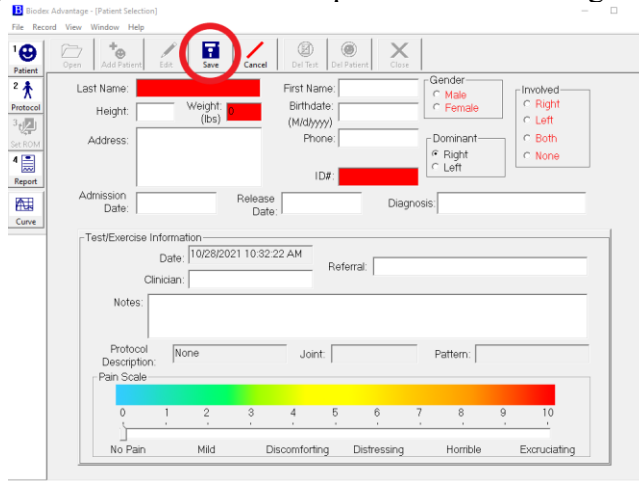 Biodex Advantage - [Patient Selection]
File Record View Window Help
1 Patient
2 Protocol
3 Set ROM
4 Report
Curve
Open Add Patient Edit Save Cancel Del Test Del Patient Close
Last Name: First Name:
Height: Weight: (lbs) 0 Birthdate: (M/d/yyyy)
Address: Phone:
ID#:
Gender
Male
Female
Dominant
Right
Left
Involved
Right
Left
Both
None
Admission Date: Release Date: Diagnosis:
Test/Exercise Information
Date: 10/28/2021 10:32:22 AM Referral:
Clinician:
Notes:
Protocol Description: None Joint: Pattern:
Pain Scale
0 1 2 3 4 5 6 7 8 9 10
No Pain Mild Discomforting Distressing Horrible Excruciating